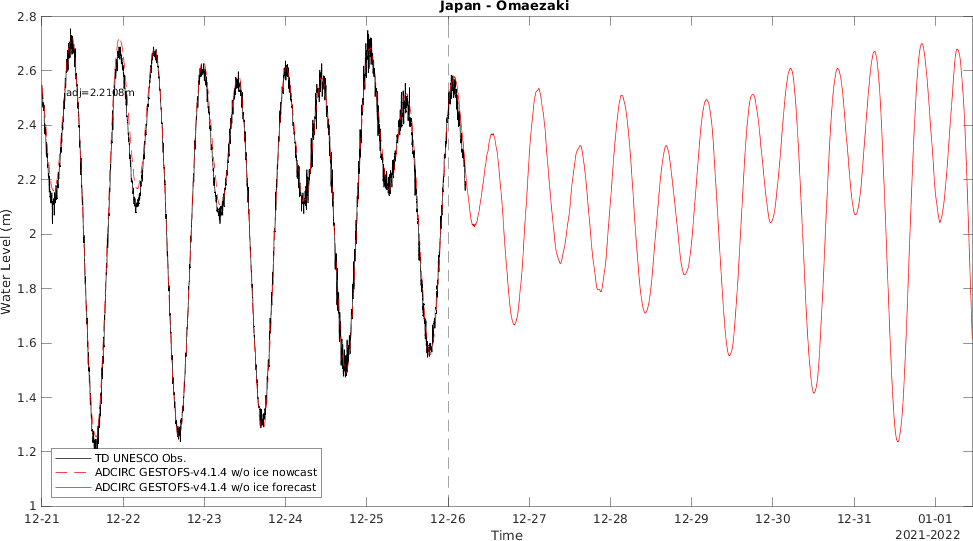 Japan - Omaezaki
2.8
2.6
2.4
2.2
2
1.8
1.6
1.4
1.2
1
Water Level (m)
adj=2.2108m
TD UNESCO Obs.
ADCIRC GESTOFS-v4.1.4 w/o ice nowcast
ADCIRC GESTOFS-v4.1.4 w/o ice forecast
12-21 12-22 12-23 12-24 12-25 12-26 12-27 12-28 12-29 12-30 12-31 01-01
Time
2021-2022